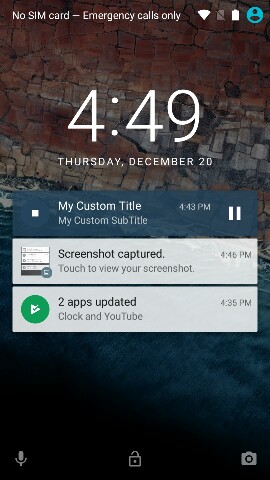 No SIM card — Emergency calls only
4:49
THURSDAY, DECEMBER 20
My Custom Title 4:43 PM
My Custom SubTitle
Screenshot captured. 4:46 PM
Touch to view your screenshot.
2 apps updated 4:35 PM
Clock and YouTube